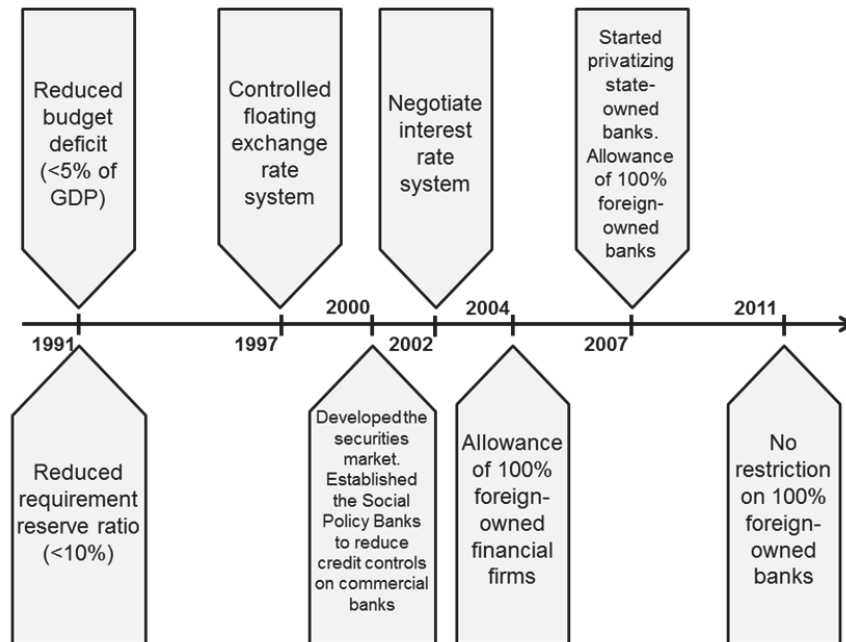 Reduced
budget
deficit
(<5% of
GDP)
Controlled
floating
exchange
rate
system
Negotiate
interest
rate
system
Started
privatizing
state-
owned
banks.
Allowance
of 100%
foreign-
owned
banks
1991
1997
2000
2002
2004
2007
2011
Reduced
requirement
reserve ratio
(<10%)
Developed the
securities
market.
Established
the Social
Policy Banks
to reduce
credit controls
on commercial
banks
Allowance
of 100%
foreign-
owned
financial
firms
No
restriction
on 100%
foreign-
owned
banks